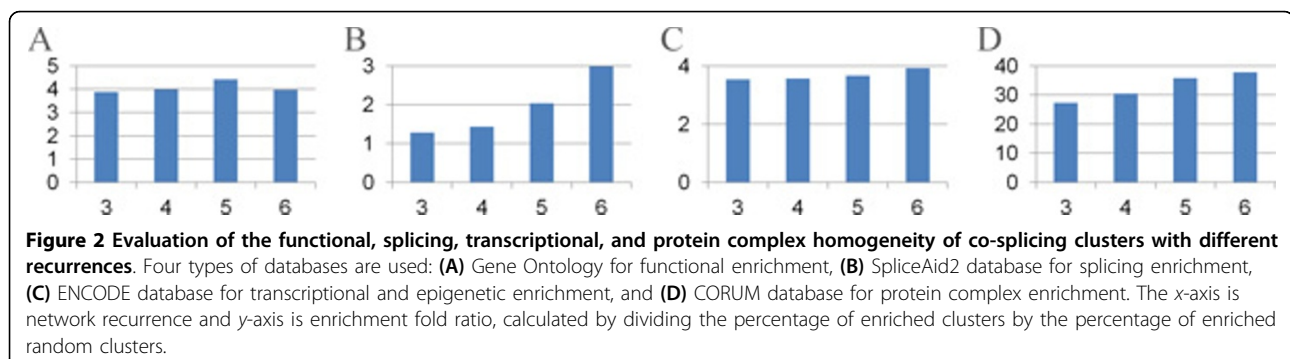 A
B
C
D
5
4
3
2
1
0
3 4 5 6
3
2
1
0
3 4 5 6
4
2
0
3 4 5 6
40
30
20
10
0
3 4 5 6
Figure 2 Evaluation of the functional, splicing, transcriptional, and protein complex homogeneity of co-splicing clusters with different
recurrences. Four types of databases are used: (A) Gene Ontology for functional enrichment, (B) SpliceAid2 database for splicing enrichment,
(C) ENCODE database for transcriptional and epigenetic enrichment, and (D) CORUM database for protein complex enrichment. The x-axis is
network recurrence and y-axis is enrichment fold ratio, calculated by dividing the percentage of enriched clusters by the percentage of enriched
random clusters.